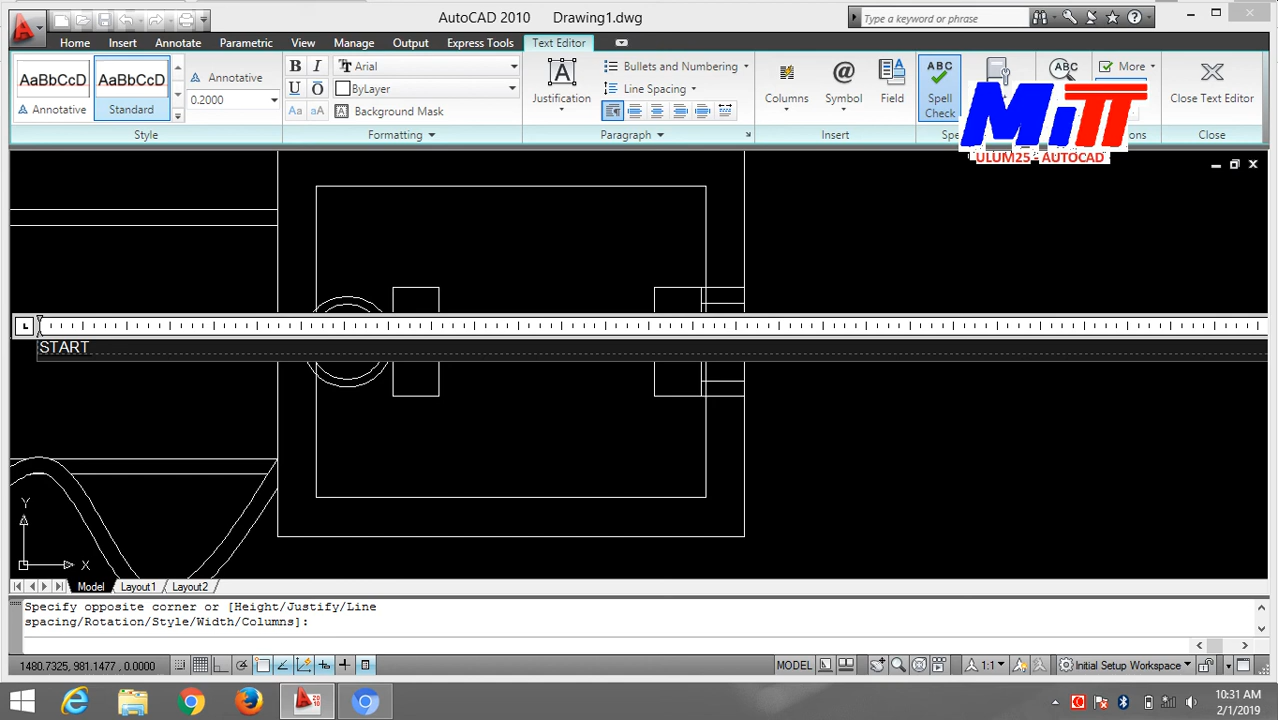 AutoCAD 2010 Drawing1.dwg
Type a keyword or phrase
Home Insert Annotate Parametric View Manage Output Express Tools Text Editor
AaBbCcD AaBbCcD Annotative
Annotative Standard 0.2000
Style
B I Arial
U O ByLayer
Aa aA Background Mask
Formatting
Justification
Bullets and Numbering
Line Spacing
Paragraph
Columns
@ Symbol
Field
Insert
ABC Spell Check
ABC
More
Close Text Editor
Close
MITT
ULUM25 - AUTOCAD
START
Y
X
Model Layout1 Layout2
Specify opposite corner or [Height/Justify/Line
spacing/Rotation/Style/Width/Columns]:
1480.7325, 981.1477 , 0.0000
MODEL
1:1
Initial Setup Workspace
10:31 AM
2/1/2019